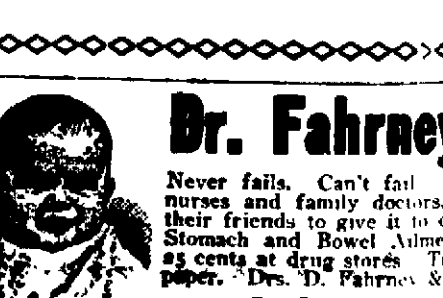 Dr. Fahrney
Never fails. Can't fail
nurses and family doctors.
their friends to give it to
Stomach and Bowel Ailme
25 cents at drug stores
paper. Drs. D. Fahrney &